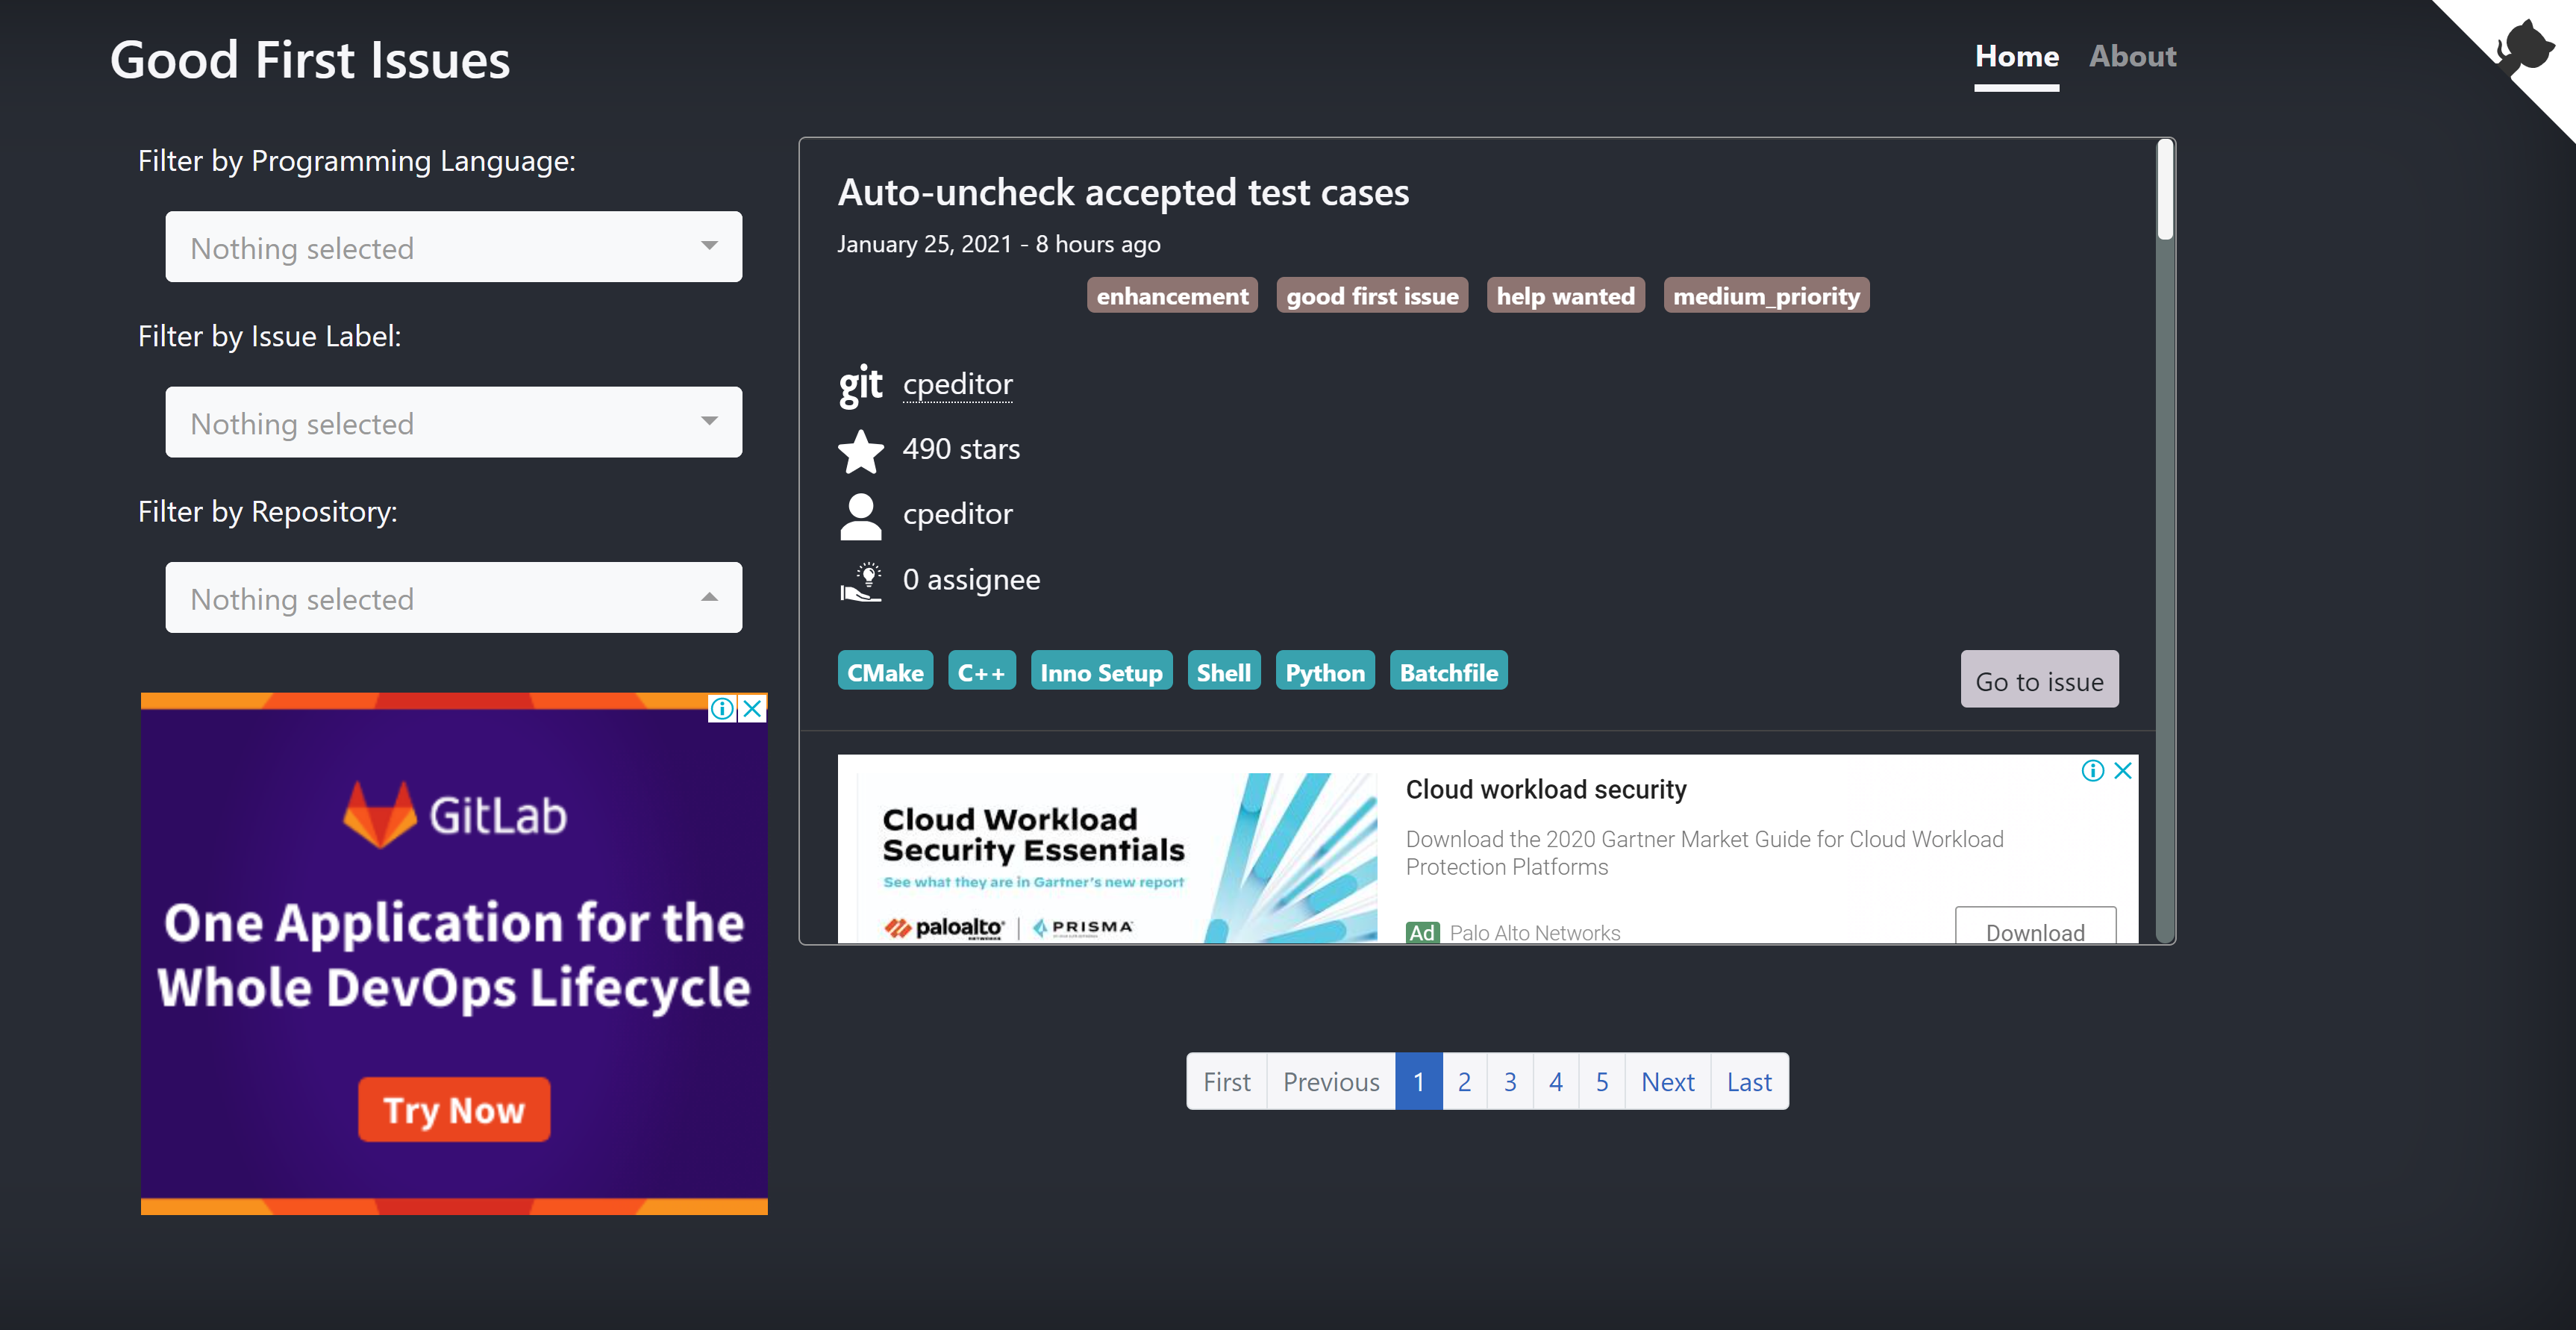 Good First Issues
Home About
Filter by Programming Language:
Nothing selected
Filter by Issue Label:
Nothing selected
Filter by Repository:
Nothing selected
GitLab
One Application for the
Whole DevOps Lifecycle
Try Now
Auto-uncheck accepted test cases
January 25, 2021 - 8 hours ago
enhancement good first issue help wanted medium_priority
git cpeditor
490 stars
cpeditor
0 assignee
CMake C++ Inno Setup Shell Python Batchfile
Go to issue
Cloud Workload
Security Essentials
See what they are in Gartner's new report
paloalto | PRISMA
Cloud workload security
Download the 2020 Gartner Market Guide for Cloud Workload
Protection Platforms
Ad Palo Alto Networks
Download
First Previous 1 2 3 4 5 Next Last